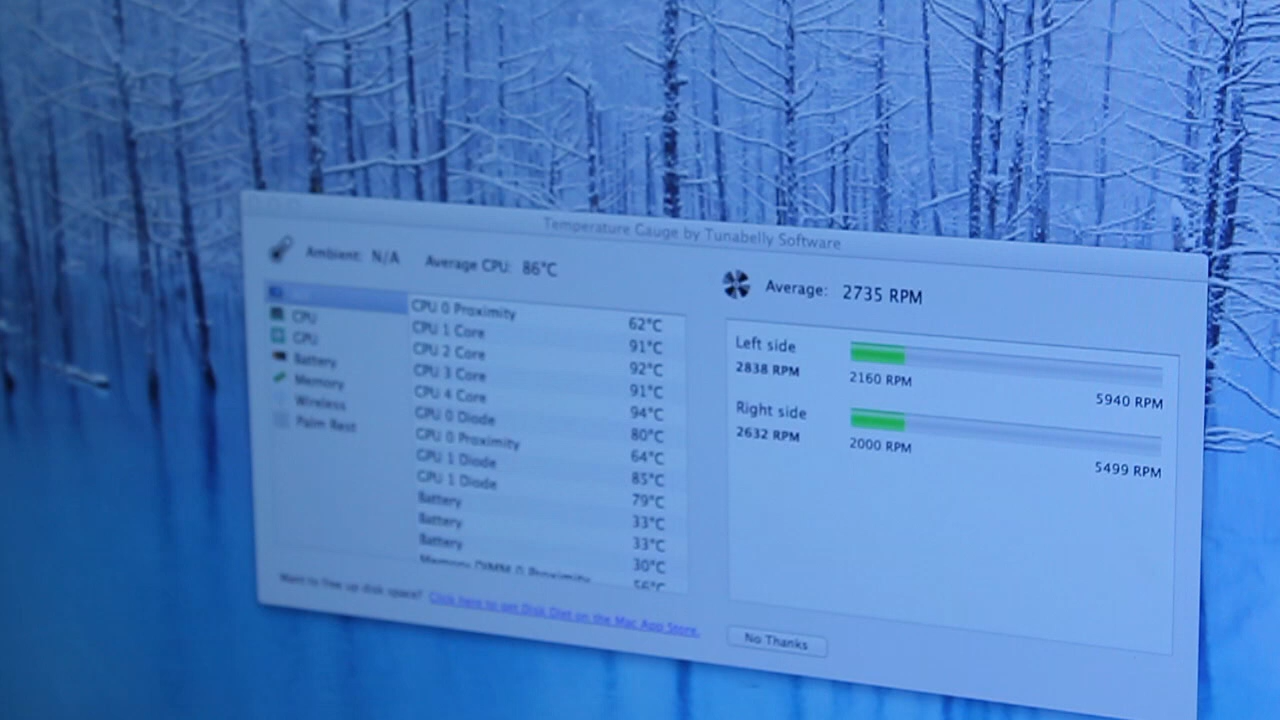 Temperature Gauge by Tunabelly Software
Ambient: N/A Average CPU: 86°C
Average: 2735 RPM
CPU
CPU
Battery
Memory
Wireless
Palm Rest
CPU 0 Proximity 62°C
CPU 1 Core 91°C
CPU 2 Core 92°C
CPU 3 Core 91°C
CPU 4 Core 94°C
CPU 0 Diode 80°C
CPU 0 Proximity 64°C
CPU 1 Diode 85°C
CPU 1 Diode 79°C
Battery 33°C
Battery 33°C
Battery 30°C
Memory DIMM 0 Proximity 56°C
Left side
2838 RPM 2160 RPM 5940 RPM
Right side
2632 RPM 2000 RPM 5499 RPM
Want to free up disk space? Click here to get Disk Diet on the Mac App Store.
No Thanks